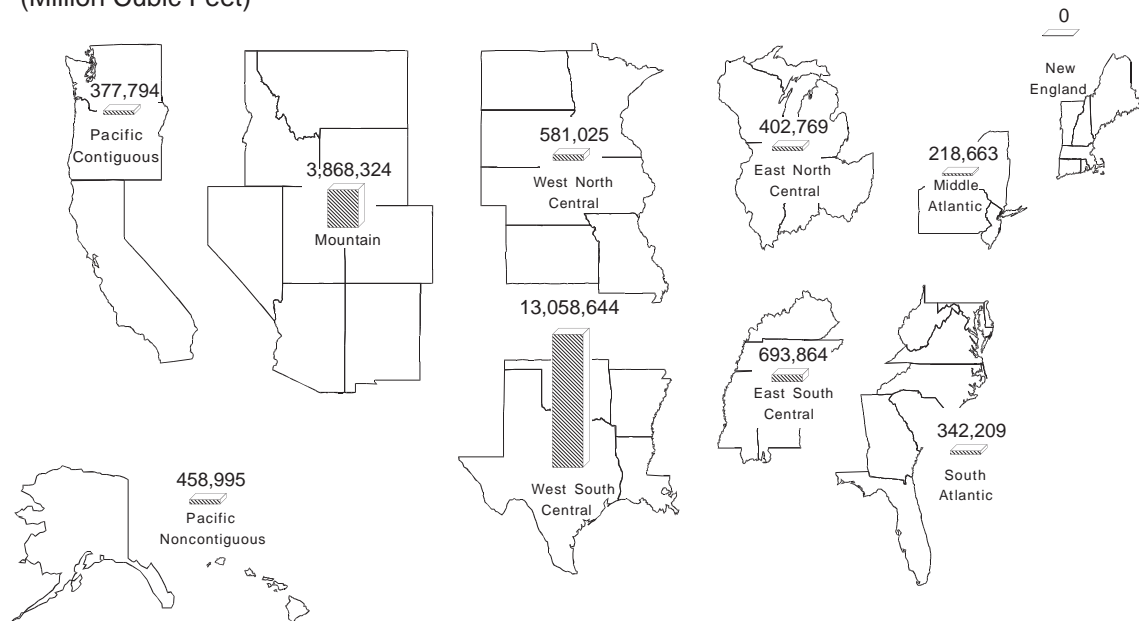 (Million Cubic Feet)
0
New
England
377,794
Pacific
Contiguous
3,868,324
Mountain
581,025
West North
Central
402,769
East North
Central
218,663
Middle
Atlantic
13,058,644
West South
Central
693,864
East South
Central
342,209
South
Atlantic
458,995
Pacific
Noncontiguous